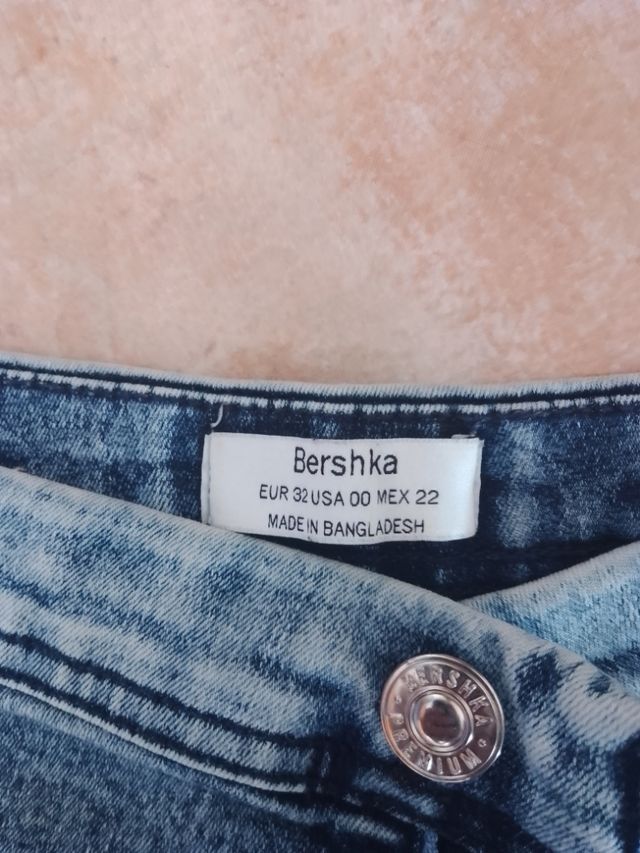 Bershka
EUR 32 USA 00 MEX 22
MADE IN BANGLADESH
BERSHKA
PREMIUM